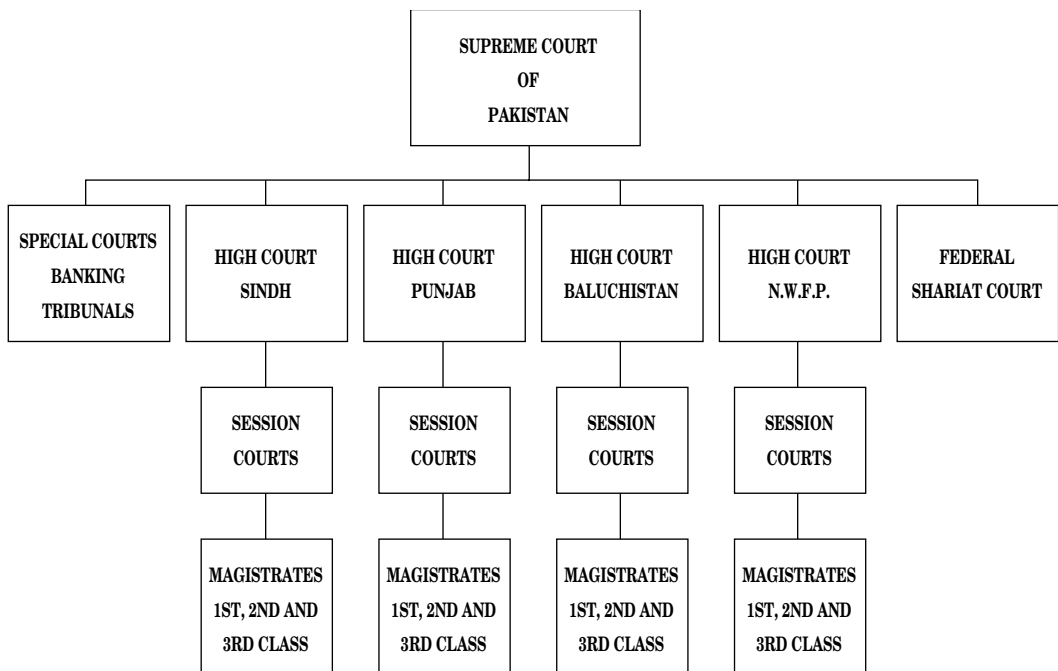 SUPREME COURT
OF
PAKISTAN
SPECIAL COURTS
BANKING
TRIBUNALS
HIGH COURT
SINDH
HIGH COURT
PUNJAB
HIGH COURT
BALUCHISTAN
HIGH COURT
N.W.F.P.
FEDERAL
SHARIAT COURT
SESSION
COURTS
SESSION
COURTS
SESSION
COURTS
SESSION
COURTS
MAGISTRATES
1ST, 2ND AND
3RD CLASS
MAGISTRATES
1ST, 2ND AND
3RD CLASS
MAGISTRATES
1ST, 2ND AND
3RD CLASS
MAGISTRATES
1ST, 2ND AND
3RD CLASS